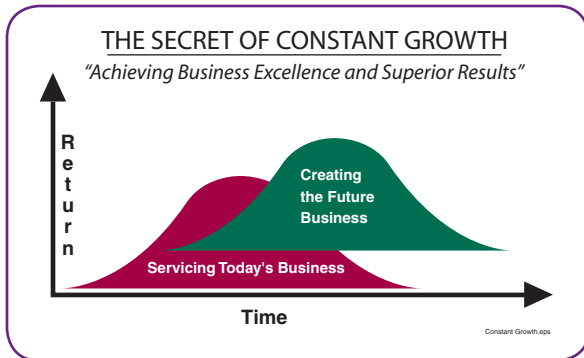 THE SECRET OF CONSTANT GROWTH
“Achieving Business Excellence and Superior Results”
Return
Creating
the Future
Business
Servicing Today's Business
Time
Constant Growth.eps